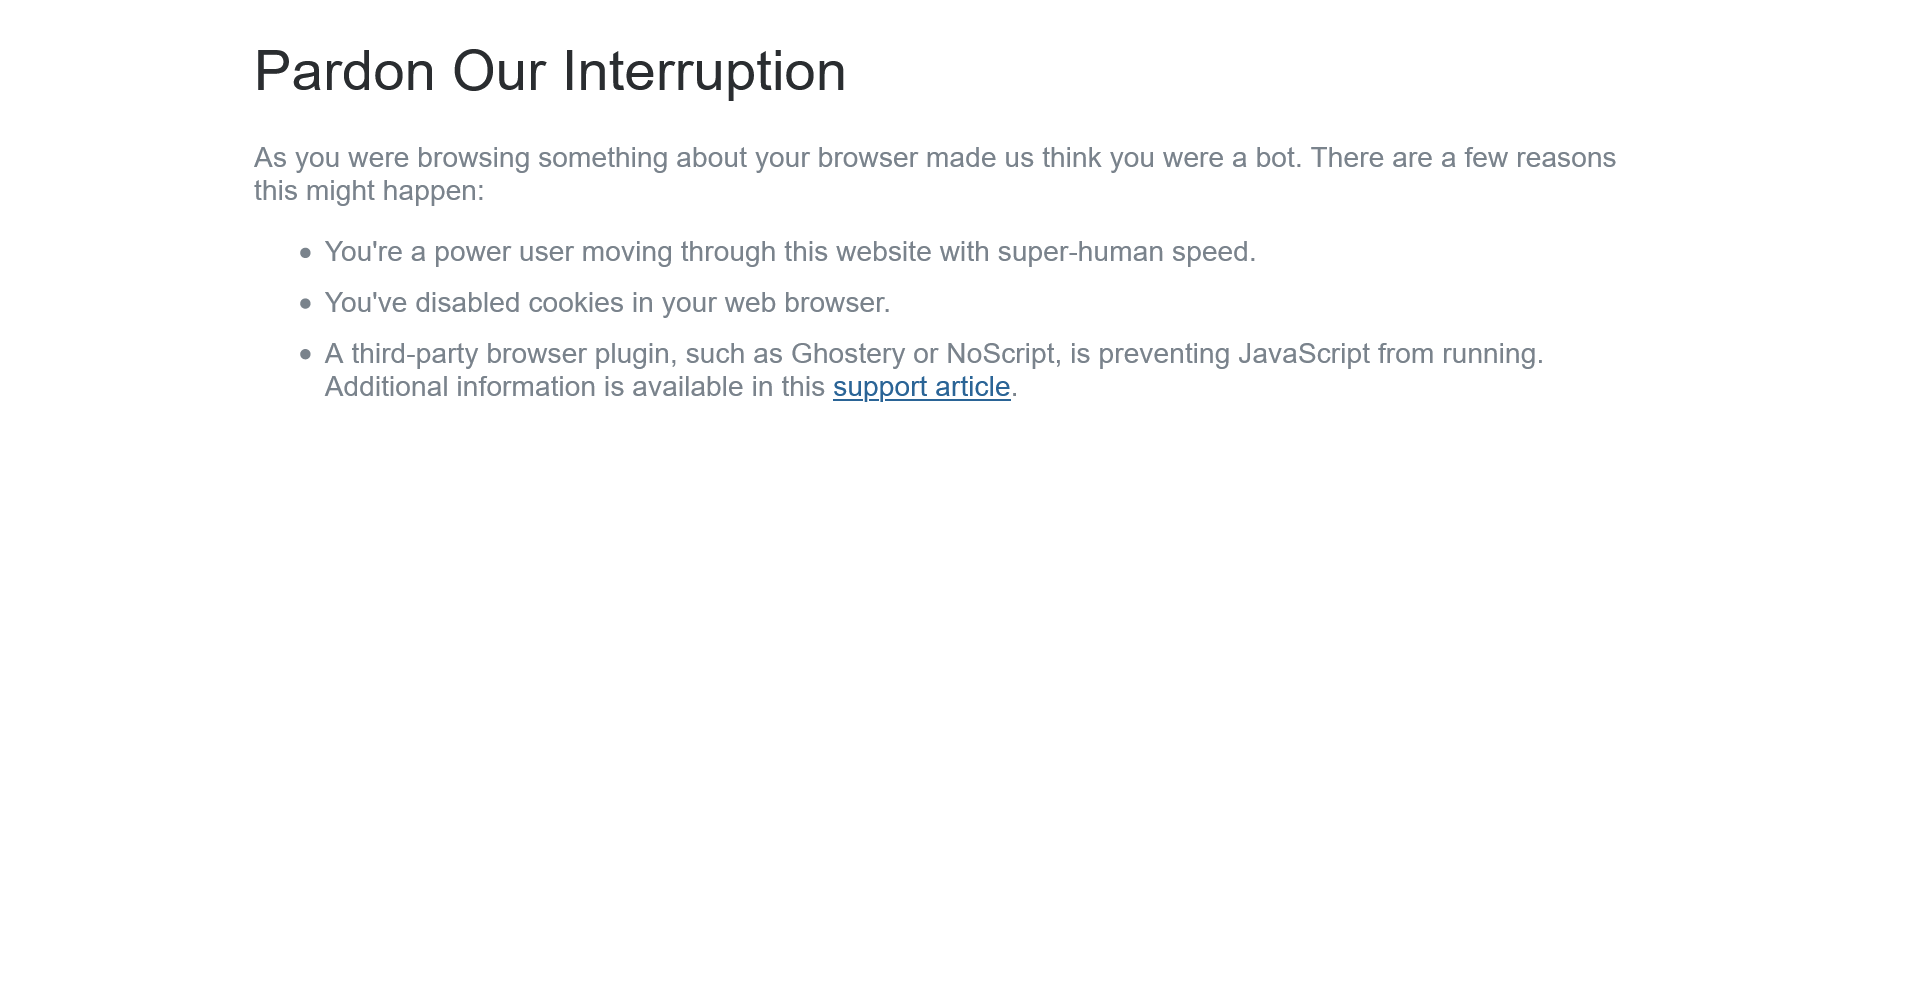 Pardon Our Interruption
As you were browsing something about your browser made us think you were a bot. There are a few reasons
this might happen:
• You're a power user moving through this website with super-human speed.
• You've disabled cookies in your web browser.
• A third-party browser plugin, such as Ghostery or NoScript, is preventing JavaScript from running.
Additional information is available in this support article.